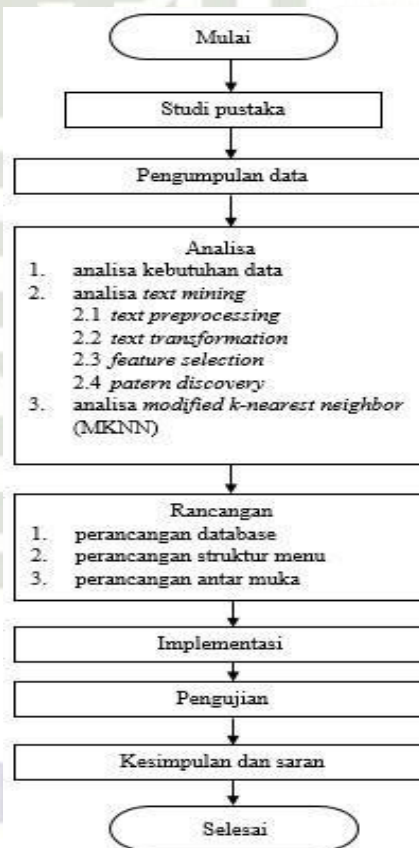 Mulai
Studi pustaka
Pengumpulan data
Analisa
1. analisa kebutuhan data
2. analisa text mining
2.1 text preprocessing
2.2 text transformation
2.3 feature selection
2.4 patern discovery
3. analisa modified k-nearest neighbor
(MKNN)
Rancangan
1. perancangan database
2. perancangan struktur menu
3. perancangan antar muka
Implementasi
Pengujian
Kesimpulan dan saran
Selesai